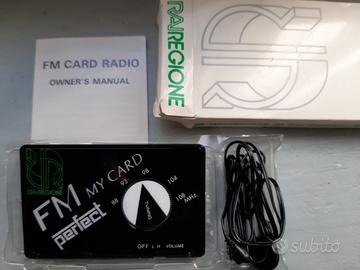 FM CARD RADIO
OWNER'S MANUAL
RAIREGIONE
RAIREGIONE
FM MY CARD
perfect
88 93 98 104 108 MHz
TUNING
OFF L H VOLUME
subito